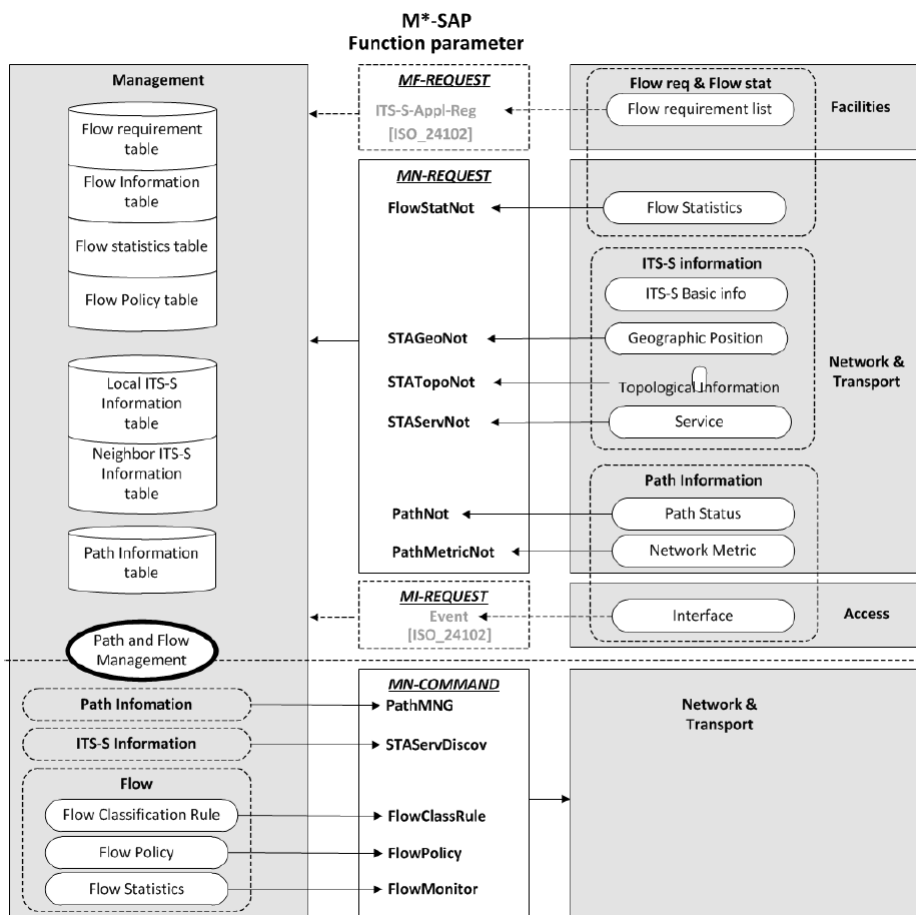 M*-SAP
Function parameter
Management
Flow requirement
table
Flow Information
table
Flow statistics table
Flow Policy table
Local ITS-S
Information
table
Neighbor ITS-S
Information
table
Path Information
table
Path and Flow
Management
MF-REQUEST
ITS-S-Appl-Reg
[ISO_24102]
MN-REQUEST
FlowStatNot
STAGeoNot
STATopoNot
STAServNot
PathNot
PathMetricNot
MI-REQUEST
Event
[ISO_24102]
Flow req & Flow stat
Flow requirement list
Facilities
Flow Statistics
ITS-S information
ITS-S Basic info
Geographic Position
Topological Information
Service
Network &
Transport
Path Information
Path Status
Network Metric
Interface
Access
Path Infomation
ITS-S Information
Flow
Flow Classification Rule
Flow Policy
Flow Statistics
MN-COMMAND
PathMNG
STAServDiscov
FlowClassRule
FlowPolicy
FlowMonitor
Network &
Transport